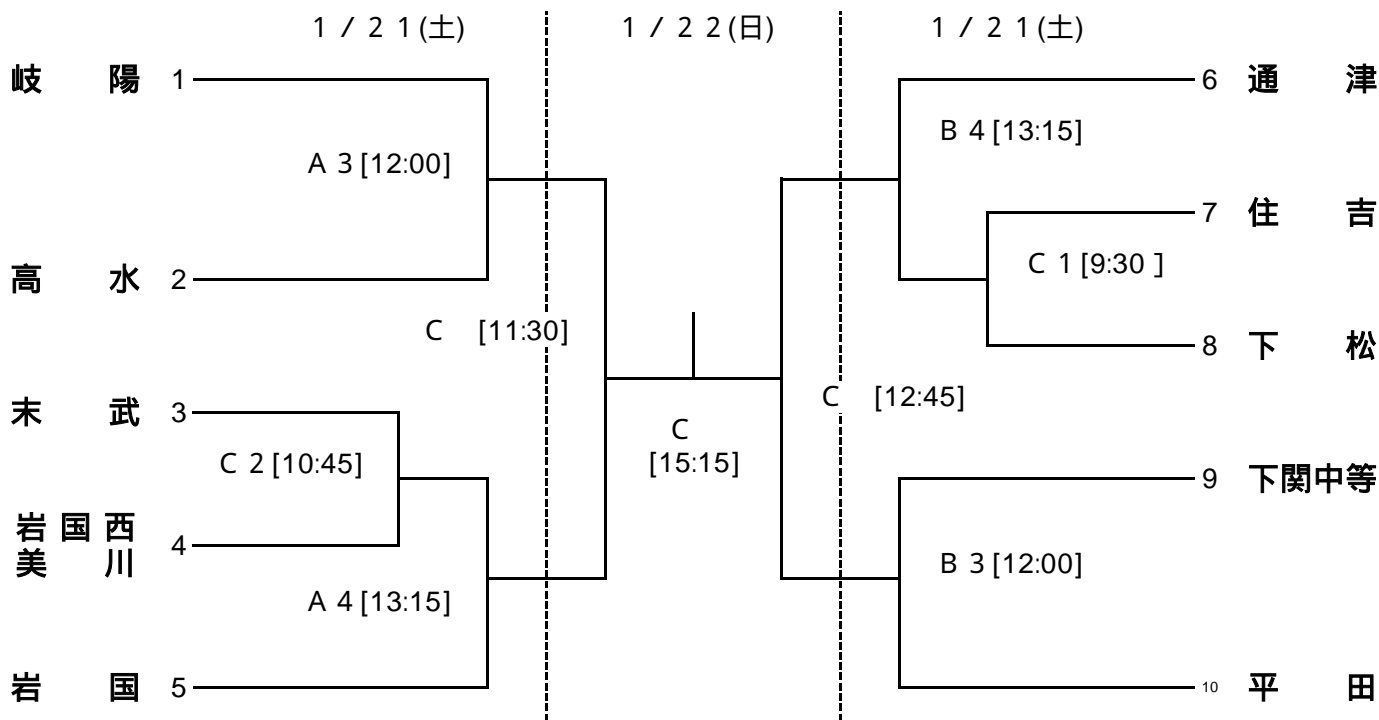 1/21(土) 1/22(日) 1/21(土)
岐陽 1
6 通津
B 4 [13:15]
A 3 [12:00]
7 住吉
C 1 [9:30 ]
高水 2
C [11:30]
8 下松
C [12:45]
末武 3
C
[15:15]
C 2 [10:45]
9 下関中等
岩国西
美川
4
B 3 [12:00]
A 4 [13:15]
岩国 5
10 平田